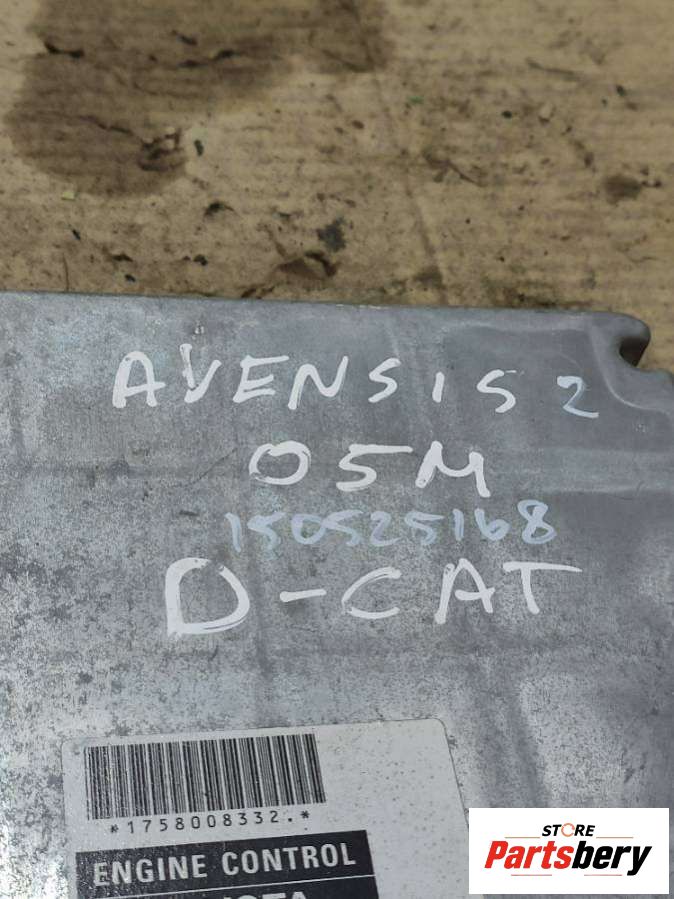 AVENSIS 2
05M
150525168
D-CAT
*1758008332.*
ENGINE CONTROL
STORE
Partsbery